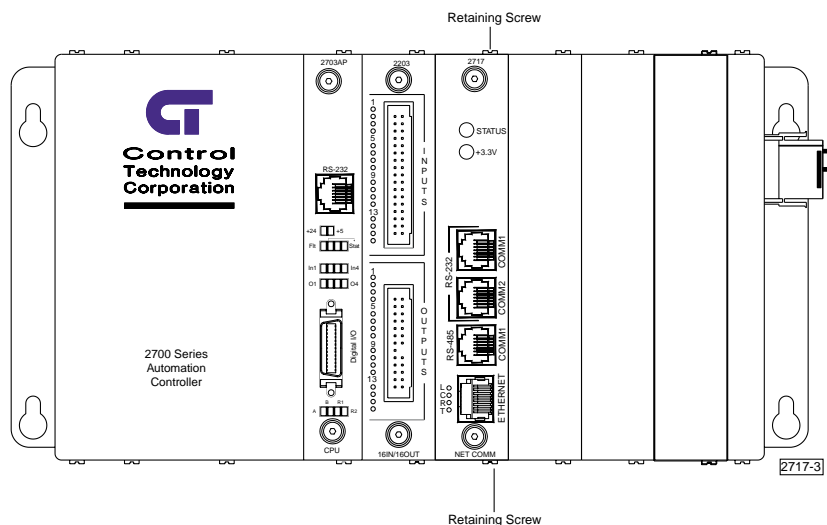 Retaining Screw
2703AP
2203
2717
CT
Control
Technology
Corporation
RS-232
+24
+5
Flt
Stat
In1
In4
O1
O4
Digital I/O
B
R1
A
R2
CPU
1
5
9
13
INPUTS
1
5
9
13
OUTPUTS
16IN/16OUT
STATUS
+3.3V
RS-232
COMM1
COMM2
RS-485
COMM1
L
C
R
T
ETHERNET
NET COMM
2700 Series
Automation
Controller
2717-3
Retaining Screw